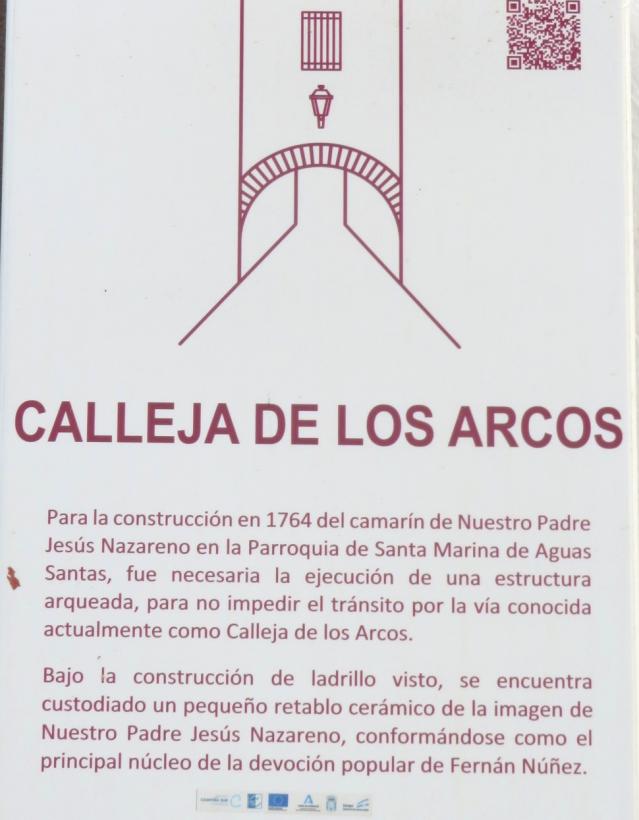 CALLEJA DE LOS ARCOS
Para la construcción en 1764 del camarín de Nuestro Padre
Jesús Nazareno en la Parroquia de Santa Marina de Aguas
Santas, fue necesaria la ejecución de una estructura
arqueada, para no impedir el tránsito por la vía conocida
actualmente como Calleja de los Arcos.
Bajo la construcción de ladrillo visto, se encuentra
custodiado un pequeño retablo cerámico de la imagen de
Nuestro Padre Jesús Nazareno, conformándose como el
principal núcleo de la devoción popular de Fernán Núñez.